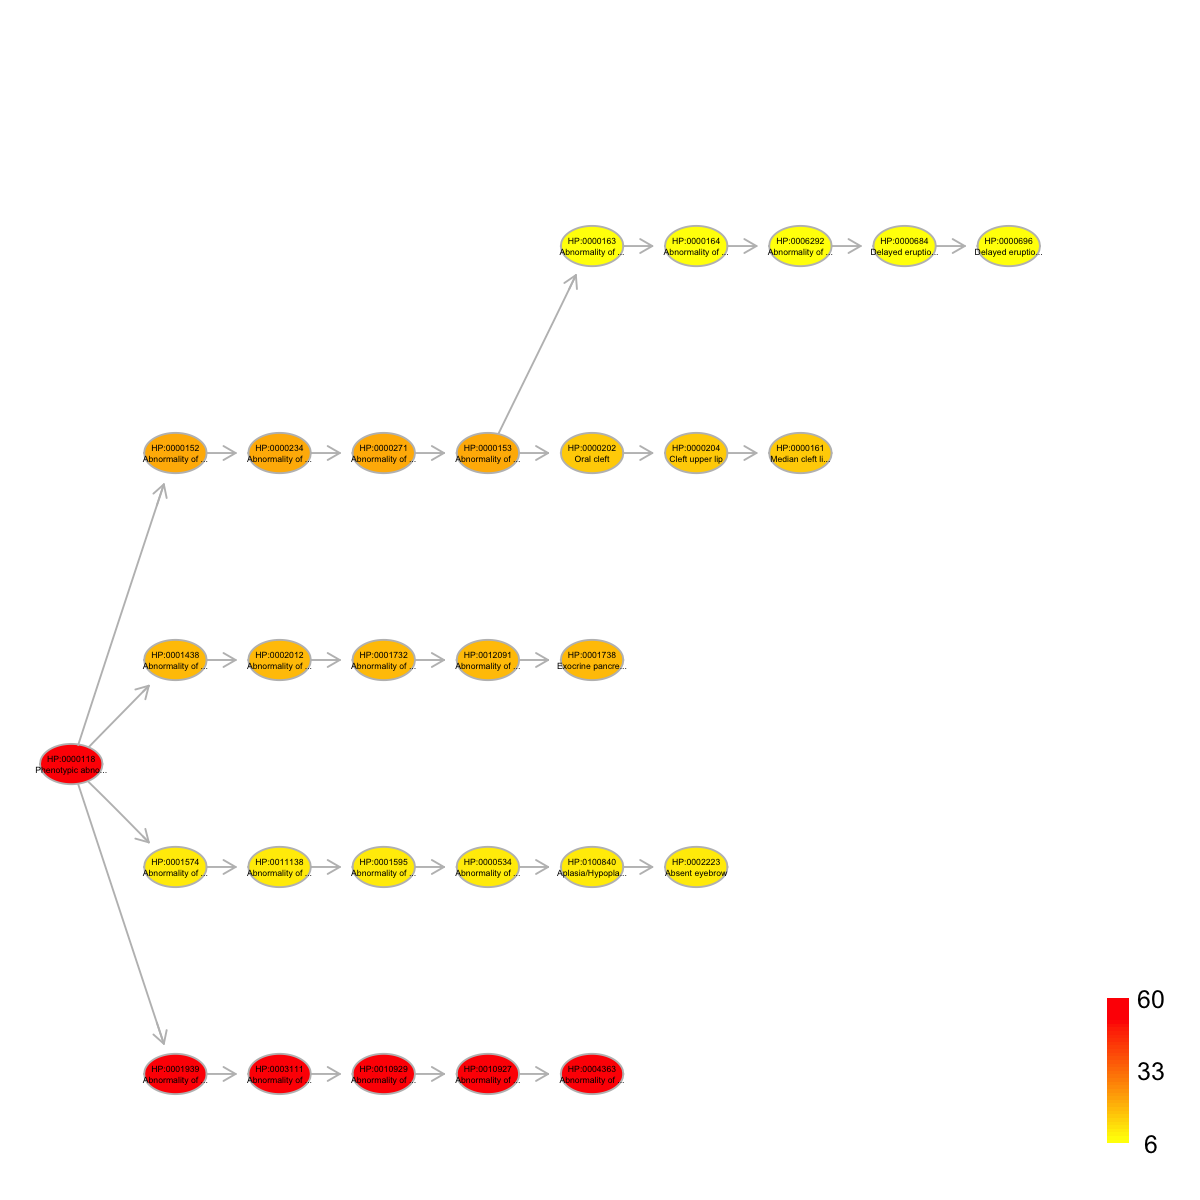 HP:0000163
Abnormality of ...
HP:0000164
Abnormality of ...
HP:0006292
Abnormality of ...
HP:0000684
Delayed eruptio...
HP:0000696
Delayed eruptio...
HP:0000152
Abnormality of ...
HP:0000234
Abnormality of ...
HP:0000271
Abnormality of ...
HP:0000153
Abnormality of ...
HP:0000202
Oral cleft
HP:0000204
Cleft upper lip
HP:0000161
Median cleft li...
HP:0001438
Abnormality of ...
HP:0002012
Abnormality of ...
HP:0001732
Abnormality of ...
HP:0012091
Abnormality of ...
HP:0001738
Exocrine pancre...
HP:0000118
Phenotypic abno...
HP:0001574
Abnormality of ...
HP:0011138
Abnormality of ...
HP:0001595
Abnormality of ...
HP:0000534
Abnormality of ...
HP:0100840
Aplasia/Hypopla...
HP:0002223
Absent eyebrow
HP:0001939
Abnormality of ...
HP:0003111
Abnormality of ...
HP:0010929
Abnormality of ...
HP:0010927
Abnormality of ...
HP:0004363
Abnormality of ...
60
33
6